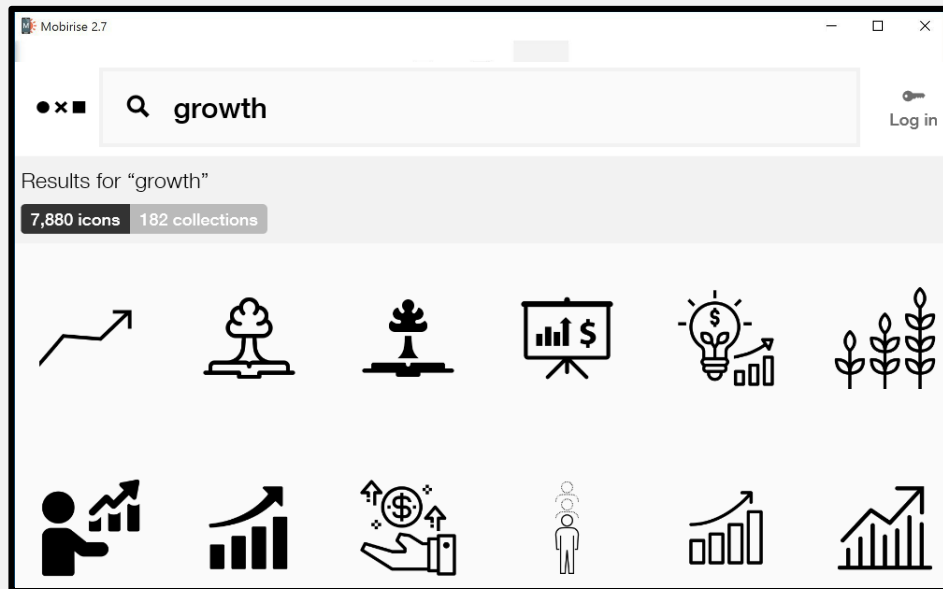 Mobirise 2.7
growth
Log in
Results for “growth”
7,880 icons 182 collections
$
$
$